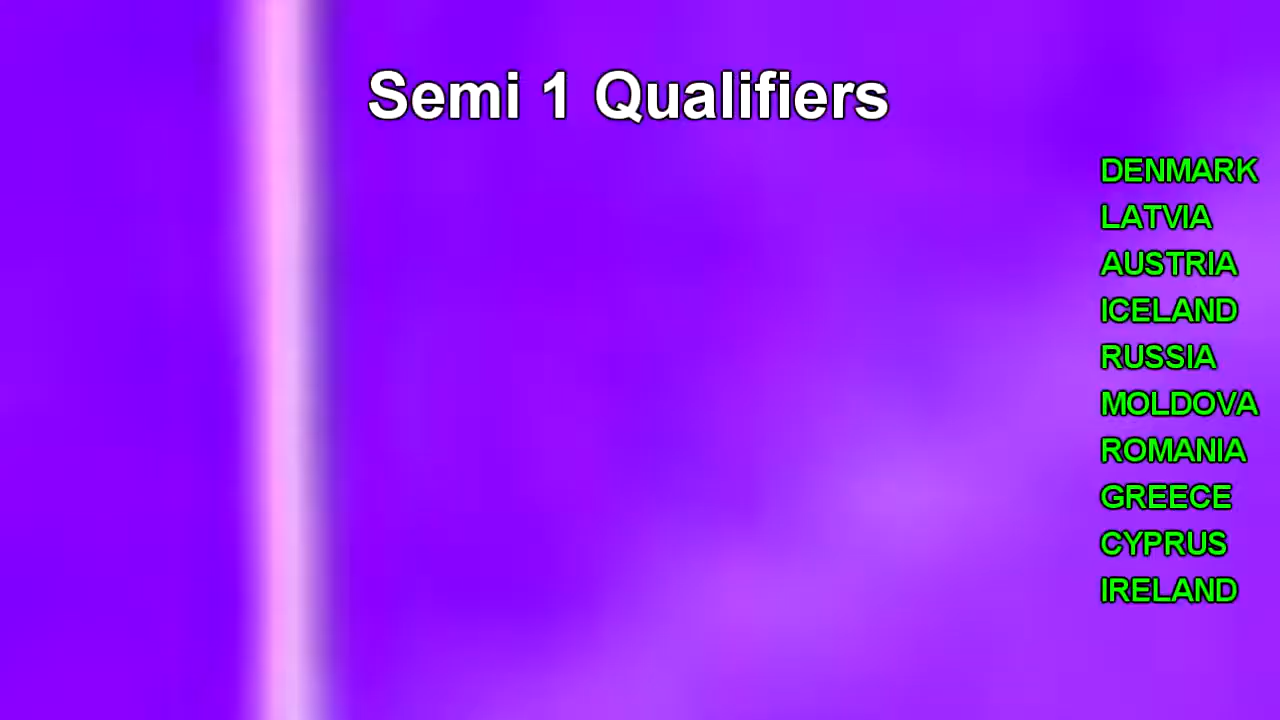 Semi 1 Qualifiers
DENMARK
LATVIA
AUSTRIA
ICELAND
RUSSIA
MOLDOVA
ROMANIA
GREECE
CYPRUS
IRELAND